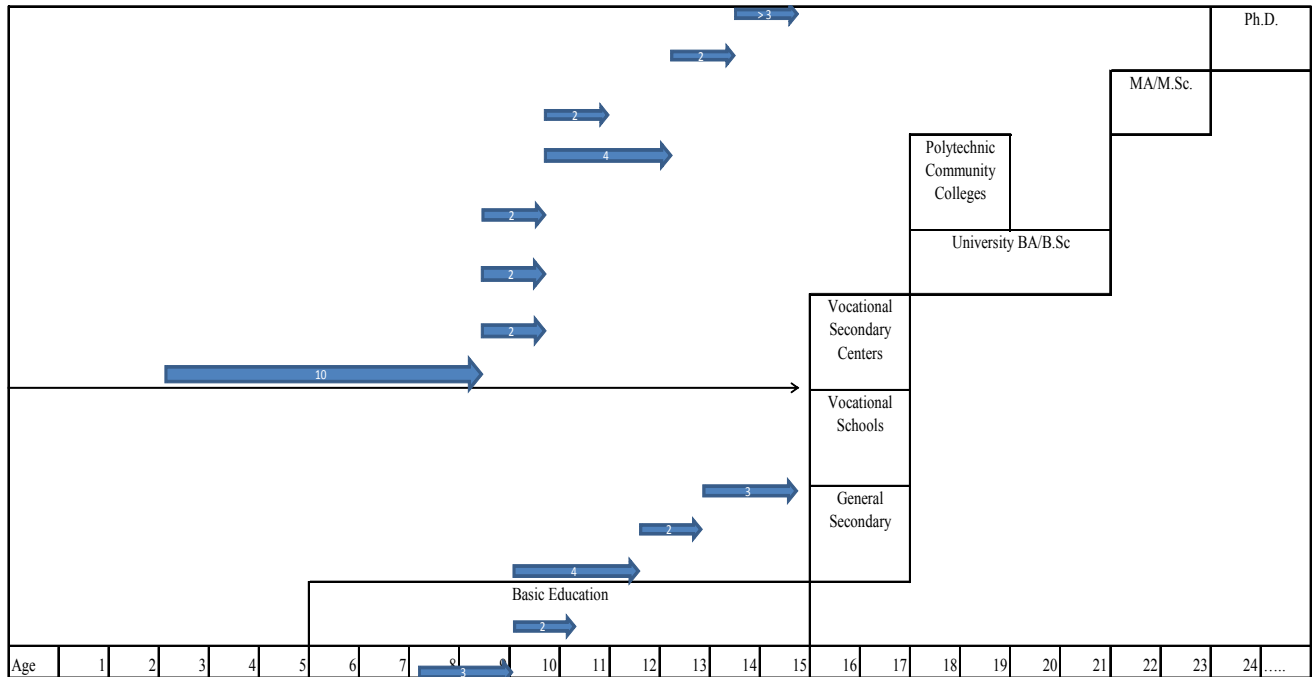 > 3
Ph.D.
2
MA/M.Sc.
2
4
Polytechnic
Community
Colleges
2
University BA/B.Sc
2
Vocational
Secondary
Centers
2
10
Vocational
Schools
3
General
Secondary
2
4
Basic Education
2
Age 1 2 3 4 5 6 7 8 9 10 11 12 13 14 15 16 17 18 19 20 21 22 23 24 .....
3